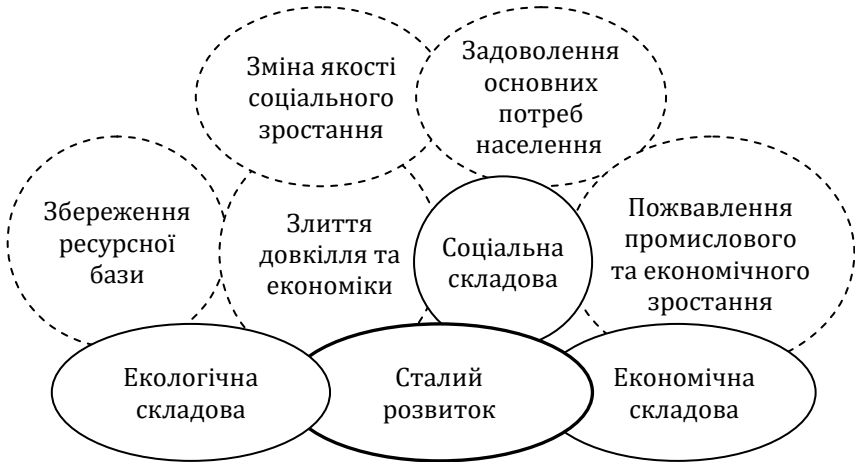 Зміна якості
соціального
зростання
Задоволення
основних
потреб
населення
Збереження
ресурсної
бази
Злиття
довкілля та
економіки
Соціальна
складова
Пожвавлення
промислового
та економічного
зростання
Екологічна
складова
Сталий
розвиток
Економічна
складова